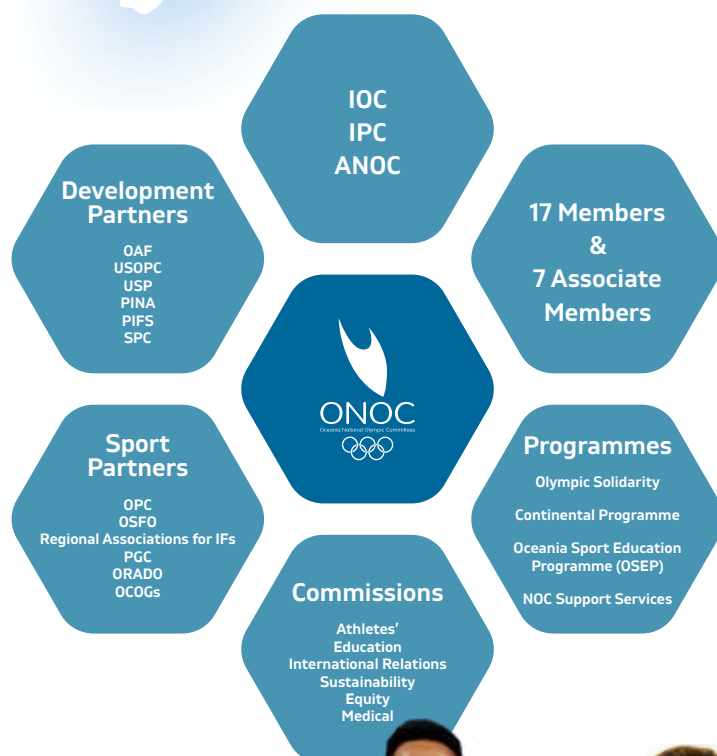 IOC
IPC
ANOC
Development
Partners
OAF
USOPC
USP
PINA
PIFS
SPC
17 Members
&
7 Associate
Members
ONOC
Oceania National Olympic Committees
Sport
Partners
OPC
OSFO
Regional Associations for IFs
PGC
ORADO
OCOGs
Programmes
Olympic Solidarity
Continental Programme
Oceania Sport Education
Programme (OSEP)
NOC Support Services
Commissions
Athletes’
Education
International Relations
Sustainability
Equity
Medical